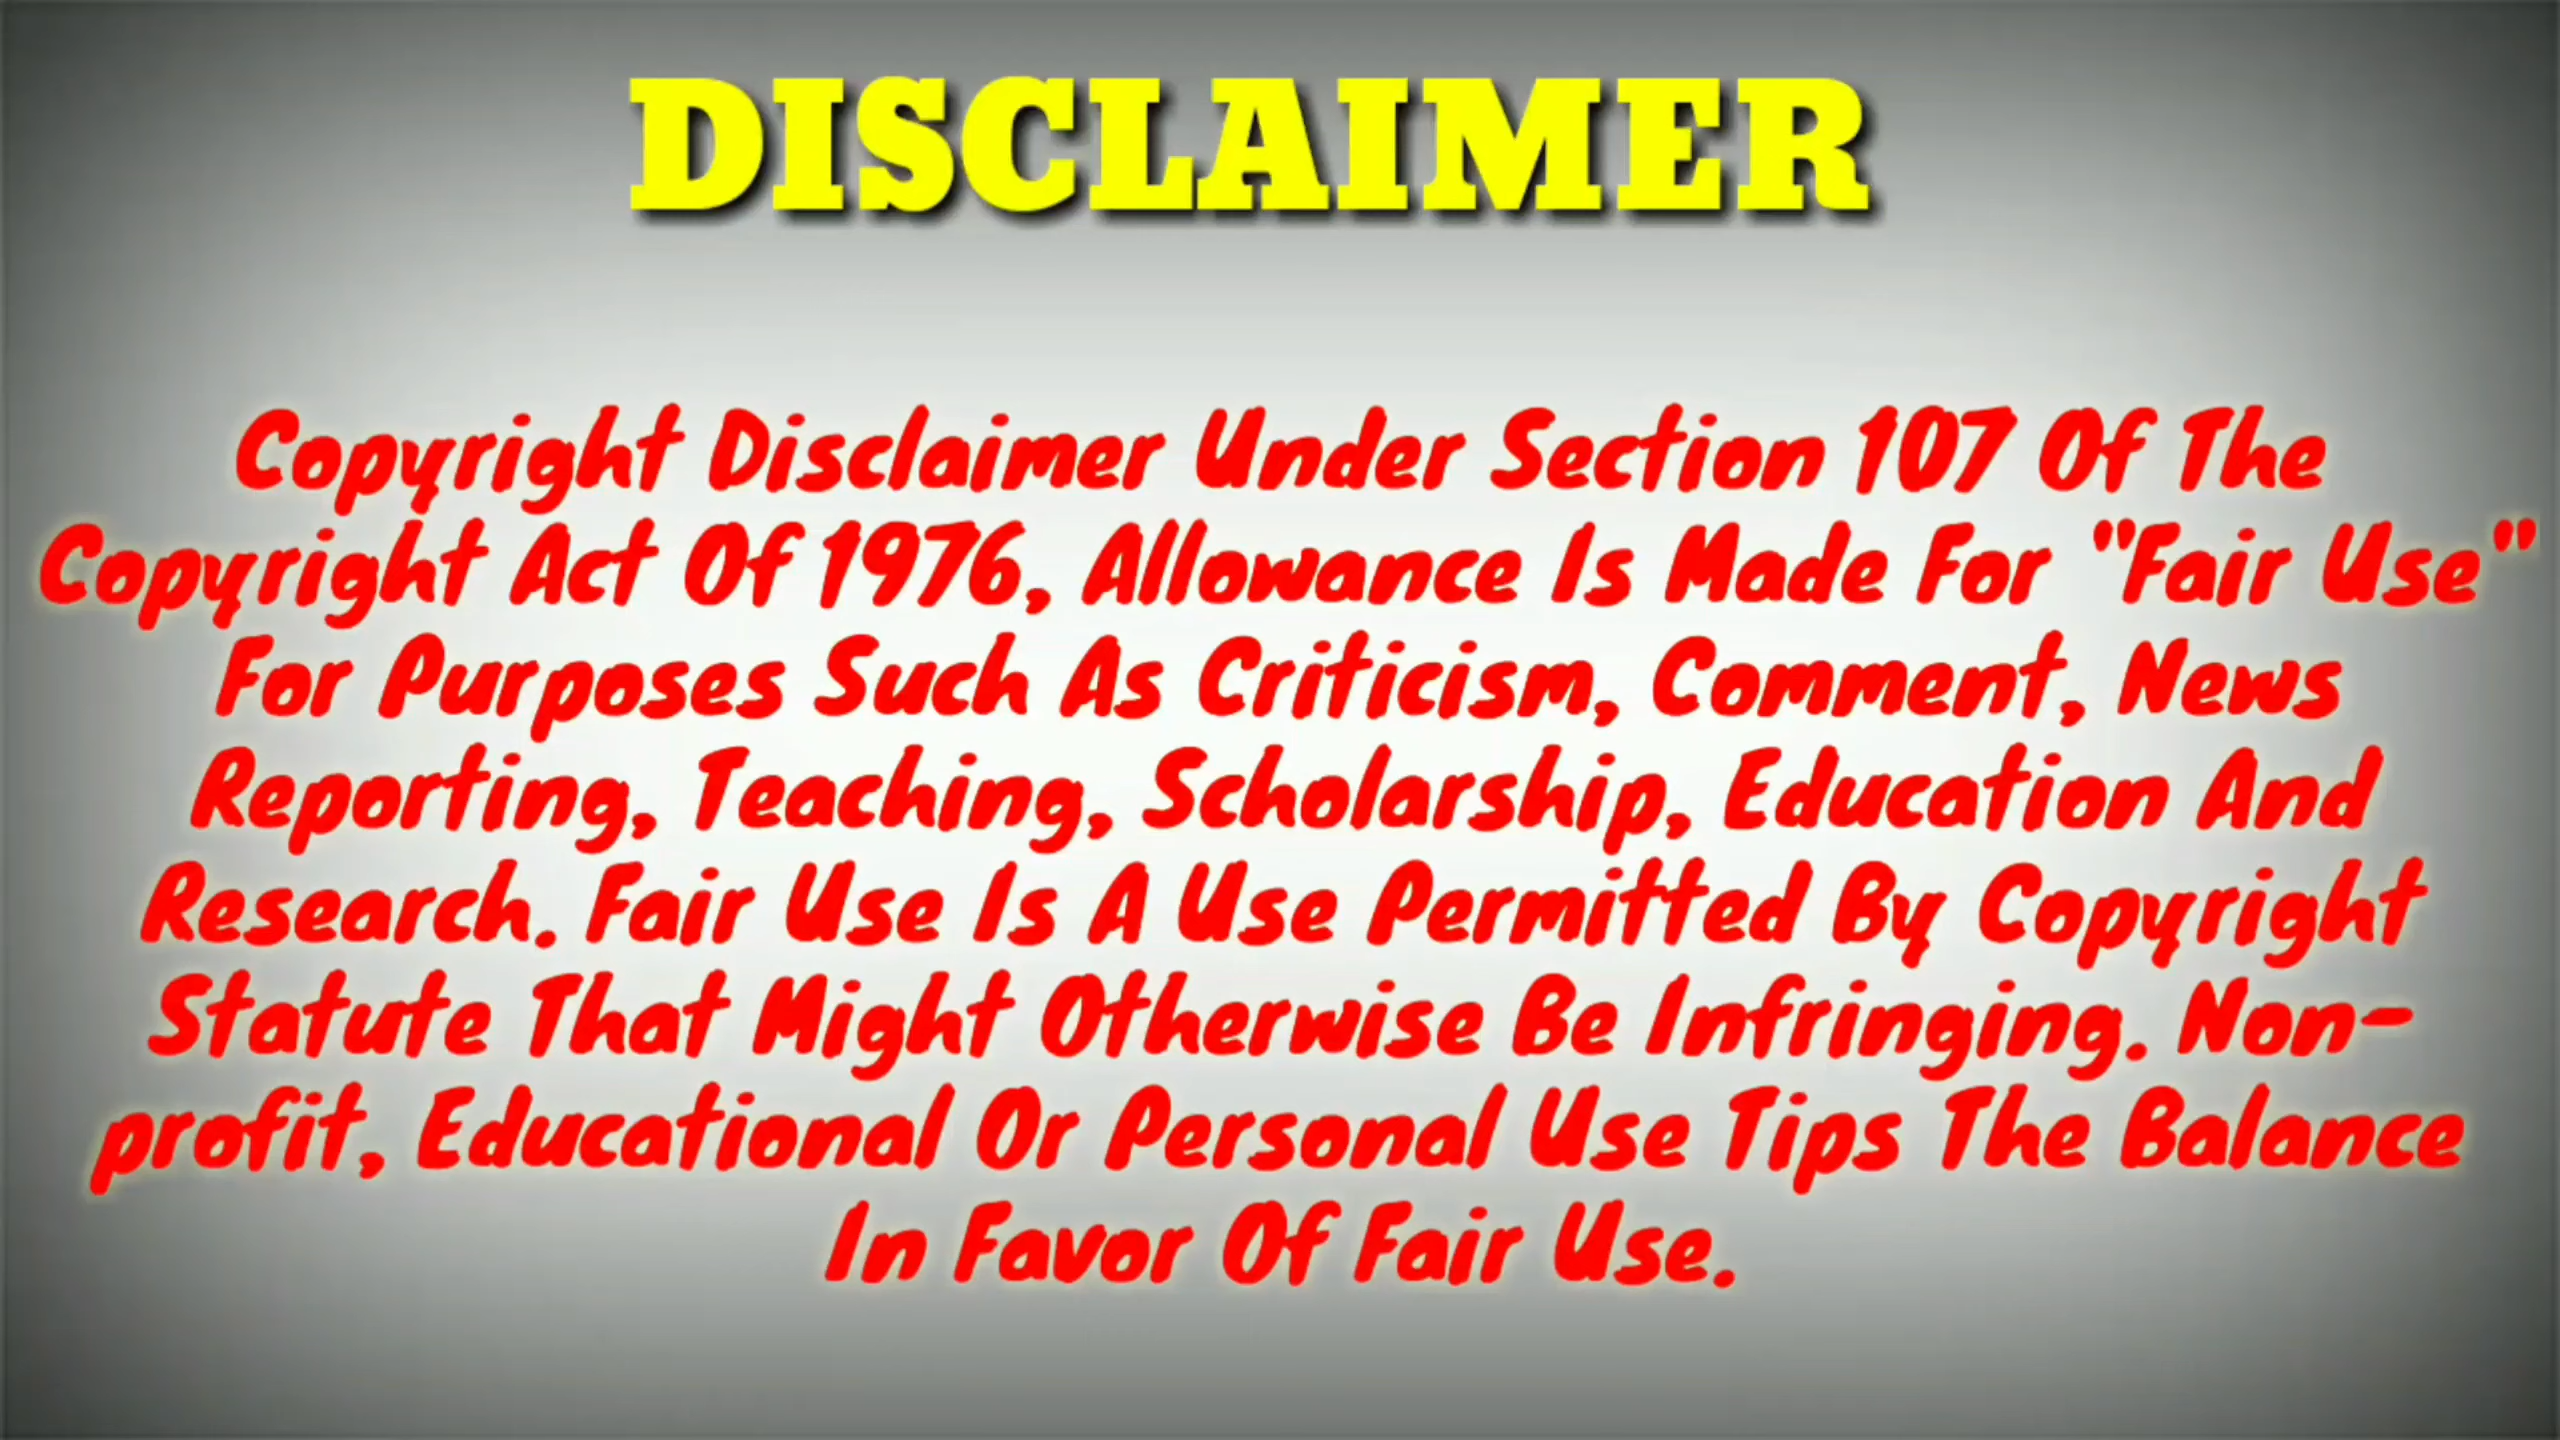 DISCLAIMER
Copyright Disclaimer Under Section 107 Of The
Copyright Act Of 1976, Allowance Is Made For "Fair Use"
For Purposes Such As Criticism, Comment, News
Reporting, Teaching, Scholarship, Education And
Research. Fair Use Is A Use Permitted By Copyright
Statute That Might Otherwise Be Infringing. Non-
profit, Educational Or Personal Use Tips The Balance
In Favor Of Fair Use.